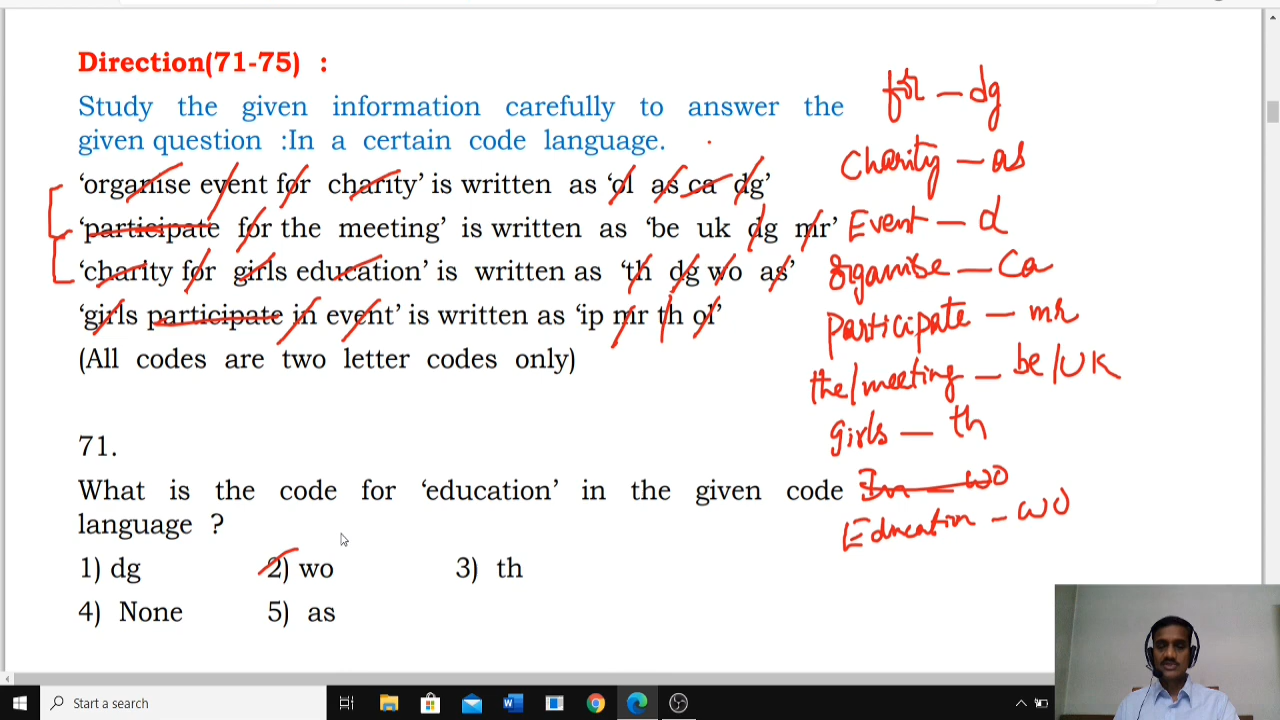 Direction(71-75) :
Study the given information carefully to answer the
given question :In a certain code language.
'organise event for charity' is written as 'ol as ca dg'
'participate for the meeting' is written as 'be uk dg mr'
'charity for girls education' is written as 'th dg wo as'
'girls participate in event' is written as 'ip mr th ol'
(All codes are two letter codes only)
71.
What is the code for 'education' in the given code
language ?
1) dg 2) wo 3) th
4) None 5) as
for - dg
Charity - as
Event - d
Organise - Ca
Participate - mr
the/meeting - be/UK
girls - th
In - wo
Education - wo
Start a search